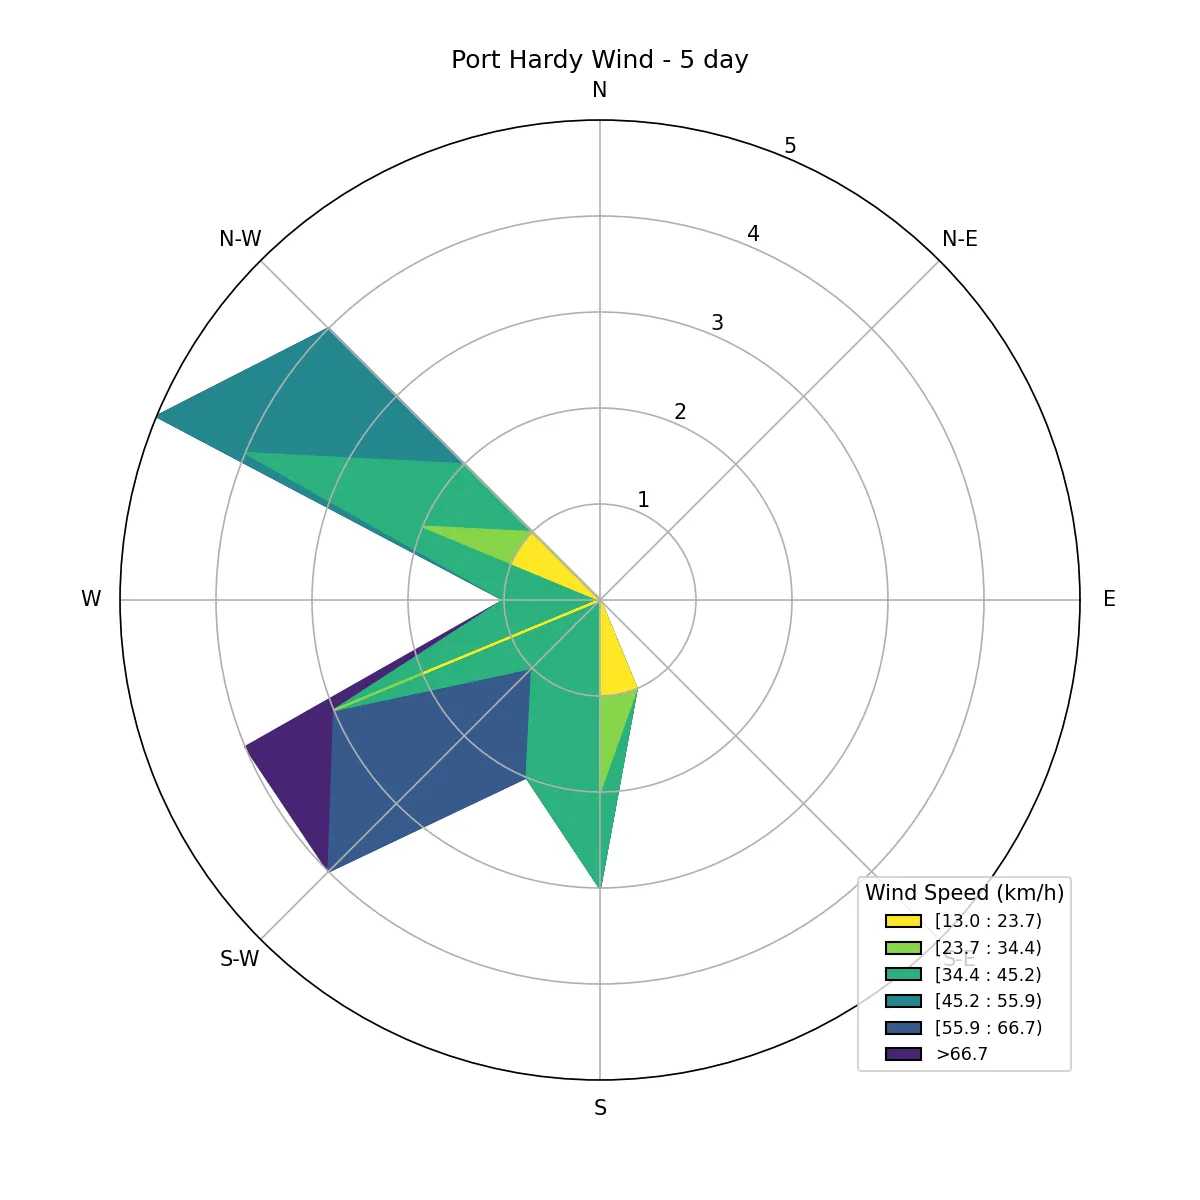 Port Hardy Wind - 5 day
N
5
N-W
4
N-E
3
2
1
W
E
Wind Speed (km/h)
[13.0 : 23.7)
[23.7 : 34.4)
S-W
S-E
[34.4 : 45.2)
[45.2 : 55.9)
[55.9 : 66.7)
>66.7
S